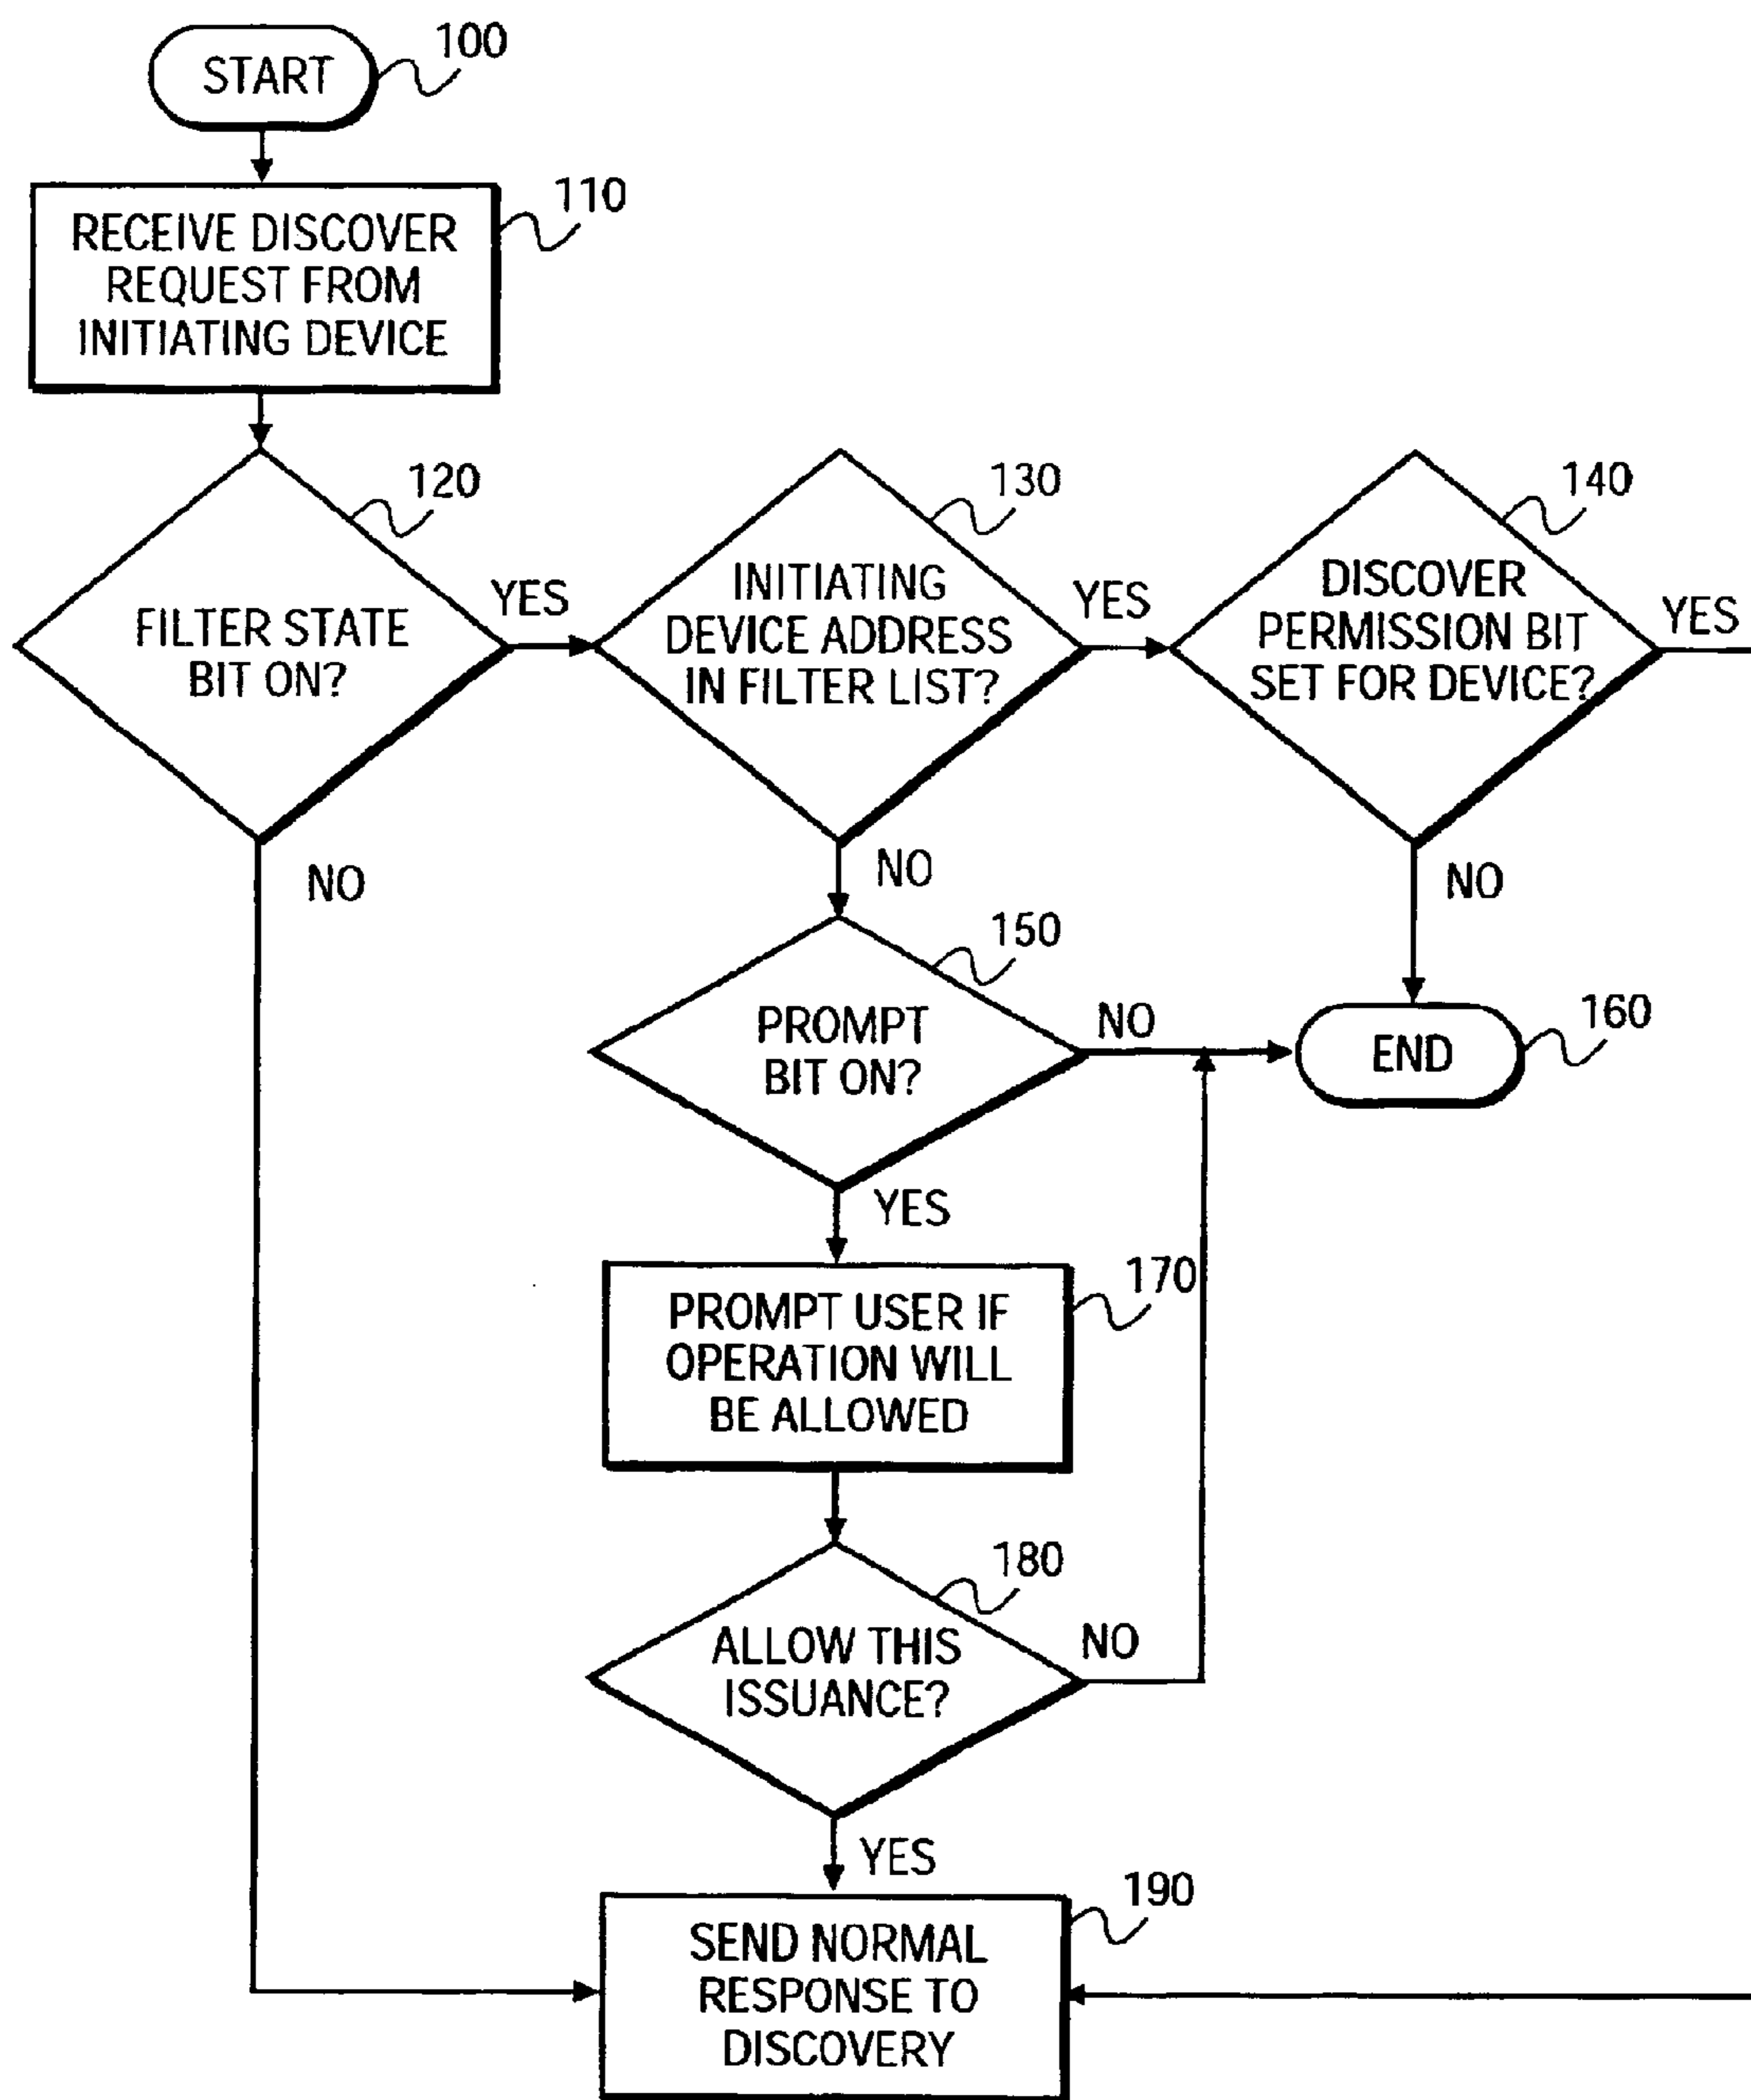 START
100
RECEIVE DISCOVER
REQUEST FROM
INITIATING DEVICE
110
FILTER STATE
BIT ON?
120
YES
NO
INITIATING
DEVICE ADDRESS
IN FILTER LIST?
130
YES
NO
DISCOVER
PERMISSION BIT
SET FOR DEVICE?
140
YES
NO
PROMPT
BIT ON?
150
NO
YES
END
160
PROMPT USER IF
OPERATION WILL
BE ALLOWED
170
ALLOW THIS
ISSUANCE?
180
NO
YES
SEND NORMAL
RESPONSE TO
DISCOVERY
190